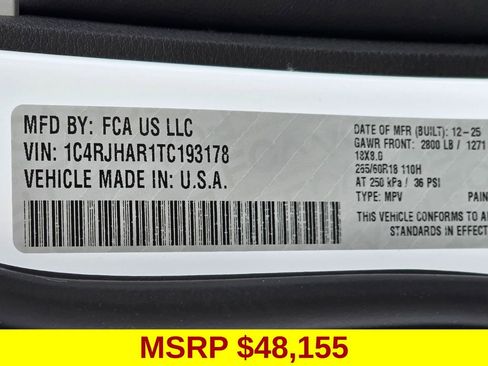 MFD BY: FCA US LLC
VIN: 1C4RJHAR1TC193178
VEHICLE MADE IN: U.S.A.
DATE OF MFR (BUILT): 12-25
GAWR FRONT: 2800 LB / 1271
18X8.0
265/60R18 110H
AT 250 kPa / 36 PSI
TYPE: MPV PAIN
THIS VEHICLE CONFORMS TO A
STANDARDS IN EFFECT
MSRP $48,155